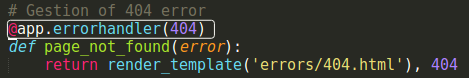 # Gestion of 404 error
@app.errorhandler(404)
def page_not_found(error):
    return render_template('errors/404.html'), 404